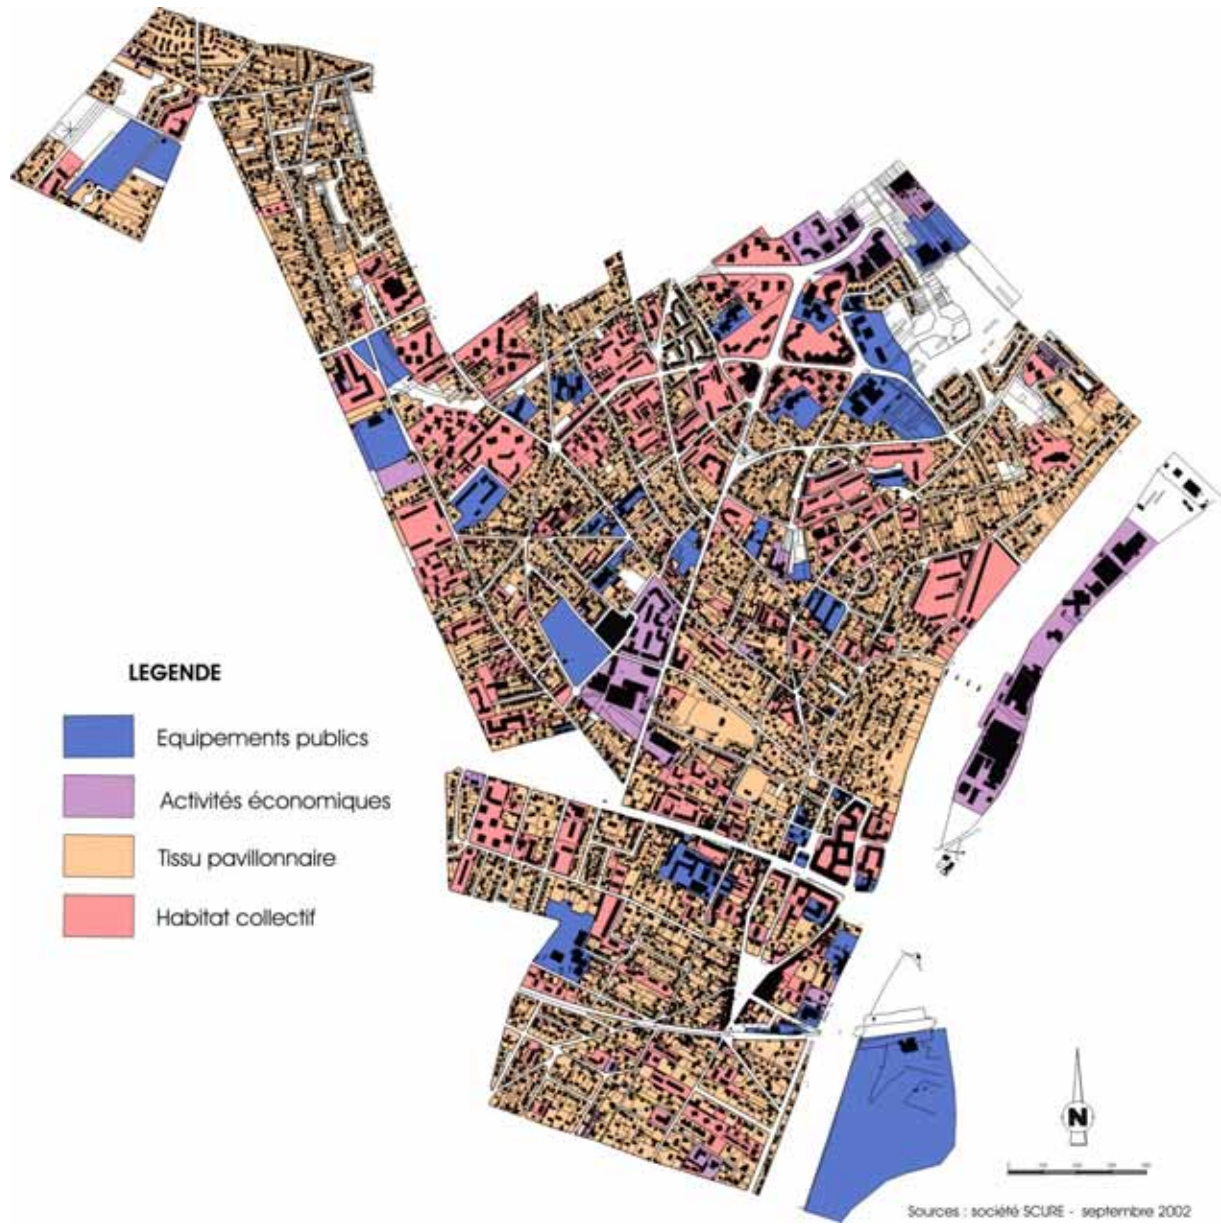 LEGENDE
Equipements publics
Activités économiques
Tissu pavillonnaire
Habitat collectif
N
Sources : société SCURE - septembre 2002